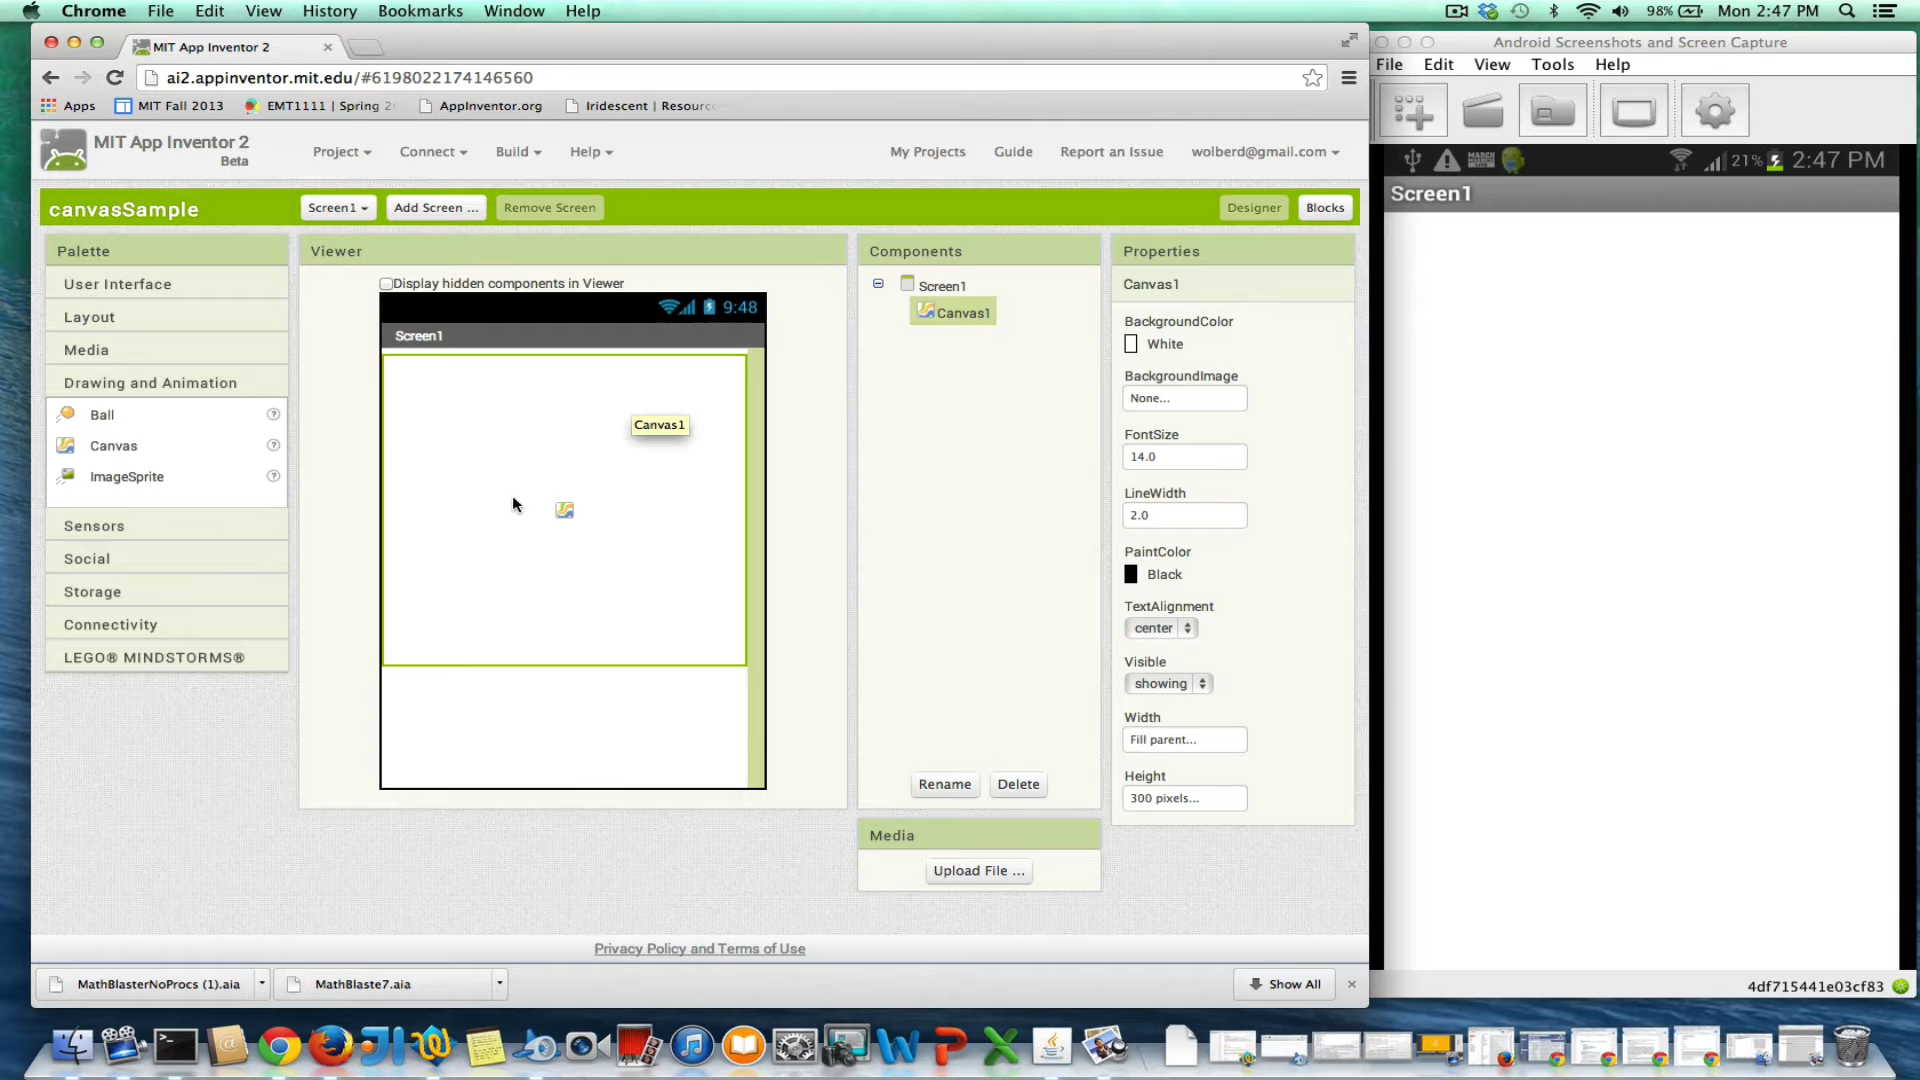 Chrome File Edit View History Bookmarks Window Help
98% Mon 2:47 PM
MIT App Inventor 2
ai2.appinventor.mit.edu/#6198022174146560
Apps MIT Fall 2013 EMT1111 | Spring 2 AppInventor.org Iridescent | Resourc
MIT App Inventor 2
Beta
Project Connect Build Help
My Projects Guide Report an Issue wolberd@gmail.com
canvasSample Screen1 Add Screen ... Remove Screen Designer Blocks
Palette
User Interface
Layout
Media
Drawing and Animation
Ball ?
Canvas ?
ImageSprite ?
Sensors
Social
Storage
Connectivity
LEGO® MINDSTORMS®
Viewer
Display hidden components in Viewer
9:48
Screen1
Canvas1
Components
Screen1
Canvas1
Rename Delete
Media
Upload File ...
Properties
Canvas1
BackgroundColor
White
BackgroundImage
None...
FontSize
14.0
LineWidth
2.0
PaintColor
Black
TextAlignment
center
Visible
showing
Width
Fill parent...
Height
300 pixels...
Privacy Policy and Terms of Use
MathBlasterNoProcs (1).aia MathBlaste7.aia Show All
Android Screenshots and Screen Capture
File Edit View Tools Help
MARCH MADNESS 21% 2:47 PM
Screen1
4df715441e03cf83